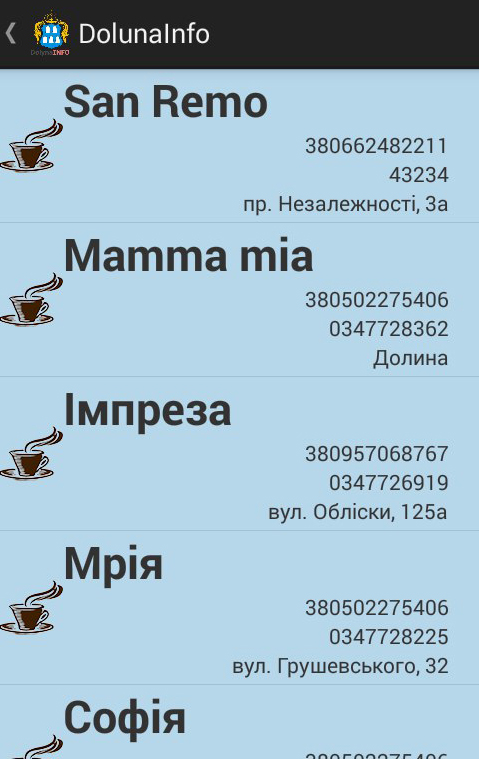 DolunaInfo
DolunaINFO
San Remo
380662482211
43234
пр. Незалежності, 3а
Mamma mia
380502275406
0347728362
Долина
Імпреза
380957068767
0347726919
вул. Обліски, 125а
Мрія
380502275406
0347728225
вул. Грушевського, 32
Софія